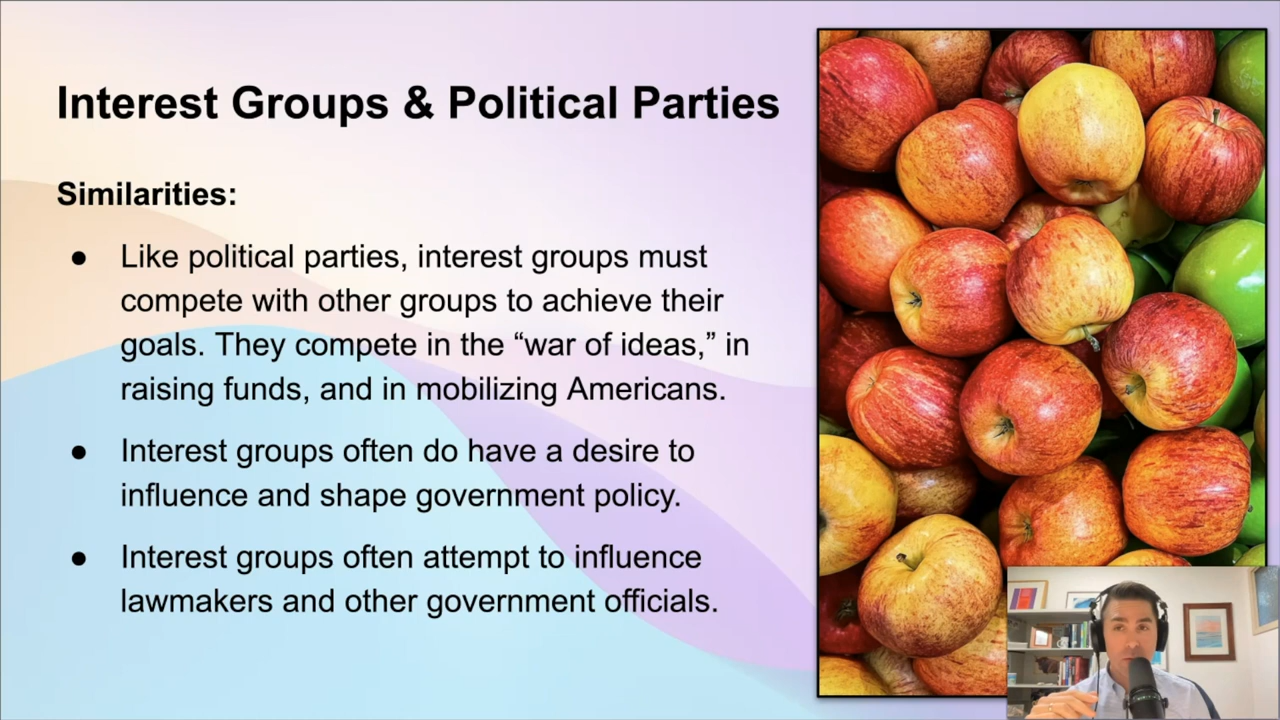 Interest Groups & Political Parties
Similarities:
● Like political parties, interest groups must
compete with other groups to achieve their
goals. They compete in the “war of ideas,” in
raising funds, and in mobilizing Americans.
● Interest groups often do have a desire to
influence and shape government policy.
● Interest groups often attempt to influence
lawmakers and other government officials.